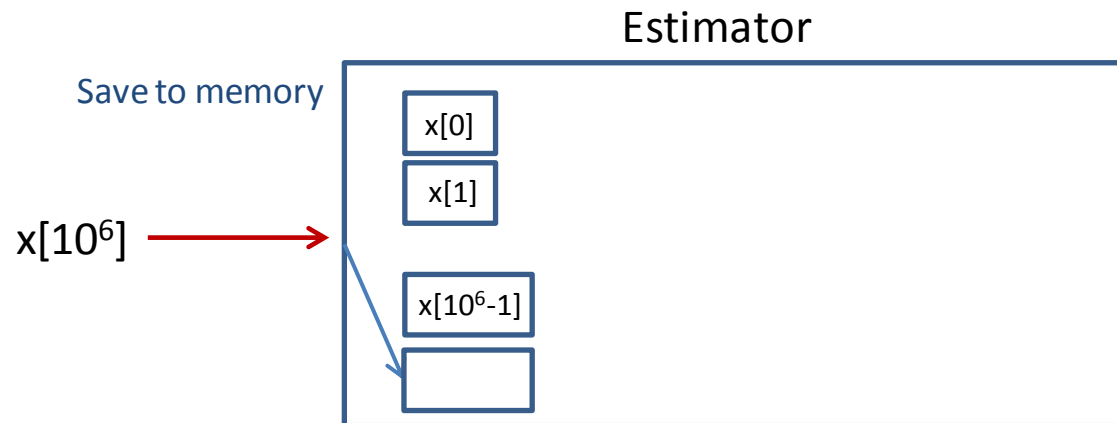 Estimator
Save to memory
x[0]
x[1]
x[10⁶]
x[10⁶-1]